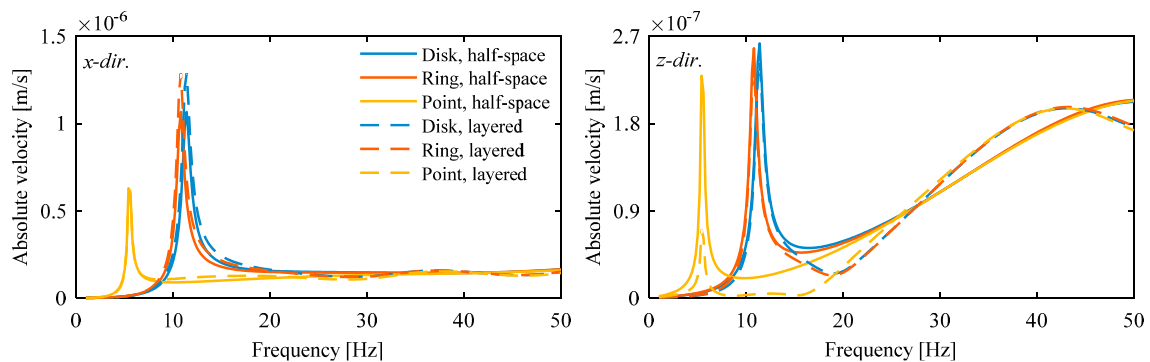 ×10⁻⁶
1.5
1
0.5
0
Absolute velocity [m/s]
x-dir.
Disk, half-space
Ring, half-space
Point, half-space
Disk, layered
Ring, layered
Point, layered
0 10 20 30 40 50
Frequency [Hz]
×10⁻⁷
2.7
1.8
0.9
0
Absolute velocity [m/s]
z-dir.
0 10 20 30 40 50
Frequency [Hz]